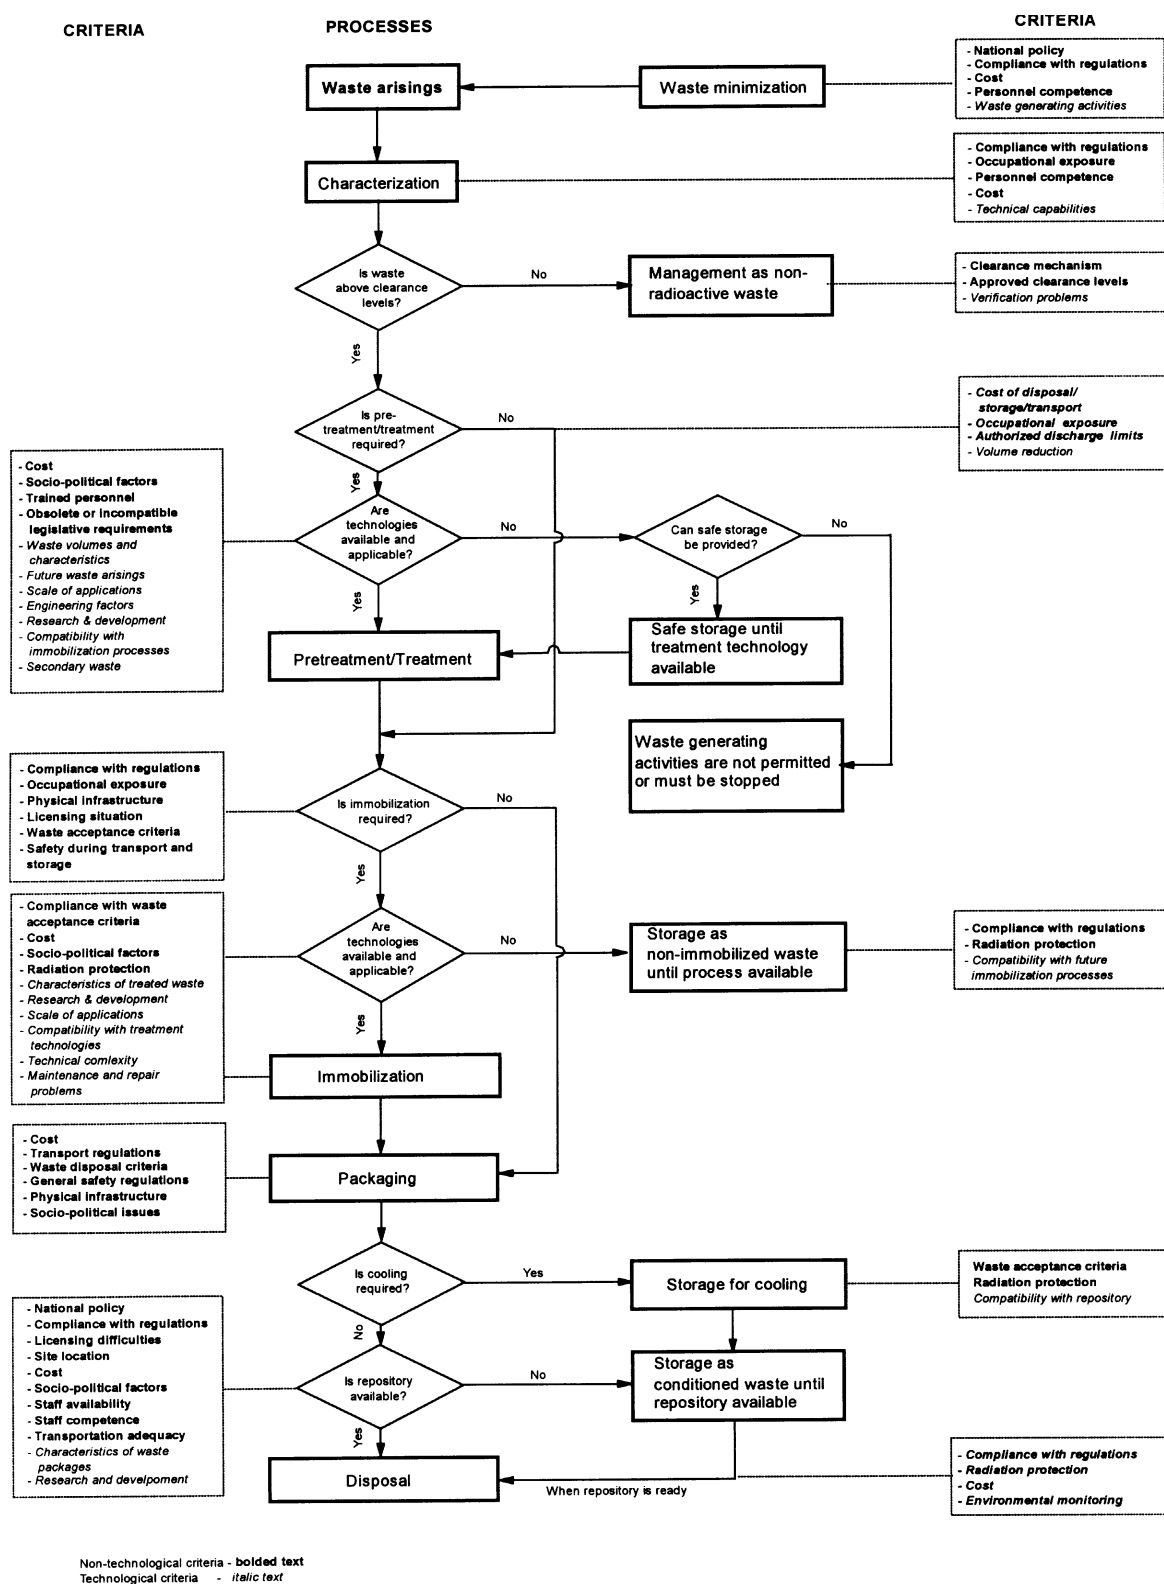 CRITERIA
PROCESSES
CRITERIA
Waste arisings
Waste minimization
- National policy
- Compliance with regulations
- Cost
- Personnel competence
- Waste generating activities
Characterization
- Compliance with regulations
- Occupational exposure
- Personnel competence
- Cost
- Technical capabilities
Is waste
above clearance
levels?
No
Management as non-
radioactive waste
- Clearance mechanism
- Approved clearance levels
- Verification problems
Yes
Is pre-
treatment/treatment
required?
No
- Cost of disposal/
storage/transport
- Occupational exposure
- Authorized discharge limits
- Volume reduction
Yes
- Cost
- Socio-political factors
- Trained personnel
- Obsolete or incompatible
legislative requirements
- Waste volumes and
characteristics
- Future waste arisings
- Scale of applications
- Engineering factors
- Research & development
- Compatibility with
immobilization processes
- Secondary waste
Are
technologies
available and
applicable?
No
Can safe storage
be provided?
No
Yes
Yes
Pretreatment/Treatment
Safe storage until
treatment technology
available
Waste generating
activities are not permitted
or must be stopped
- Compliance with regulations
- Occupational exposure
- Physical infrastructure
- Licensing situation
- Waste acceptance criteria
- Safety during transport and
storage
Is immobilization
required?
No
Yes
- Compliance with waste
acceptance criteria
- Cost
- Socio-political factors
- Radiation protection
- Characteristics of treated waste
- Research & development
- Scale of applications
- Compatibility with treatment
technologies
- Technical comlexity
- Maintenance and repair
problems
Are
technologies
available and
applicable?
No
Storage as
non-immobilized waste
until process available
- Compliance with regulations
- Radiation protection
- Compatibility with future
immobilization processes
Yes
Immobilization
- Cost
- Transport regulations
- Waste disposal criteria
- General safety regulations
- Physical infrastructure
- Socio-political issues
Packaging
Is cooling
required?
Yes
Storage for cooling
Waste acceptance criteria
Radiation protection
Compatibility with repository
No
- National policy
- Compliance with regulations
- Licensing difficulties
- Site location
- Cost
- Socio-political factors
- Staff availability
- Staff competence
- Transportation adequacy
- Characteristics of waste
packages
- Research and develpoment
Is repository
available?
No
Storage as
conditioned waste until
repository available
Yes
Disposal
When repository is ready
- Compliance with regulations
- Radiation protection
- Cost
- Environmental monitoring
Non-technological criteria - bolded text
Technological criteria - italic text